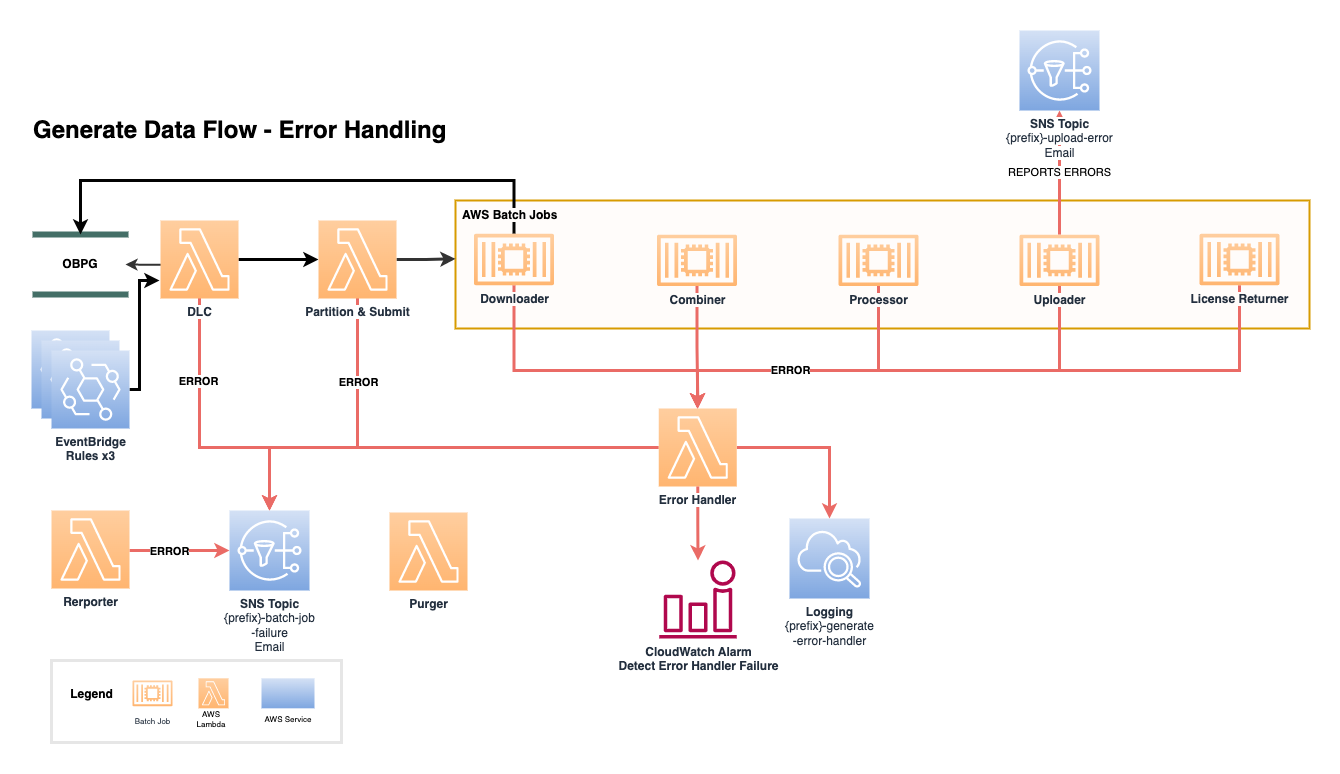 SNS Topic
{prefix}-upload-error
Email
REPORTS ERRORS
Generate Data Flow - Error Handling
AWS Batch Jobs
OBPG
DLC
Partition & Submit
Downloader
Combiner
Processor
Uploader
License Returner
ERROR
ERROR
ERROR
EventBridge
Rules x3
Error Handler
ERROR
Rerporter
SNS Topic
{prefix}-batch-job
-failure
Email
Purger
CloudWatch Alarm
Detect Error Handler Failure
Logging
{prefix}-generate
-error-handler
Legend
Batch Job
AWS
Lambda
AWS Service